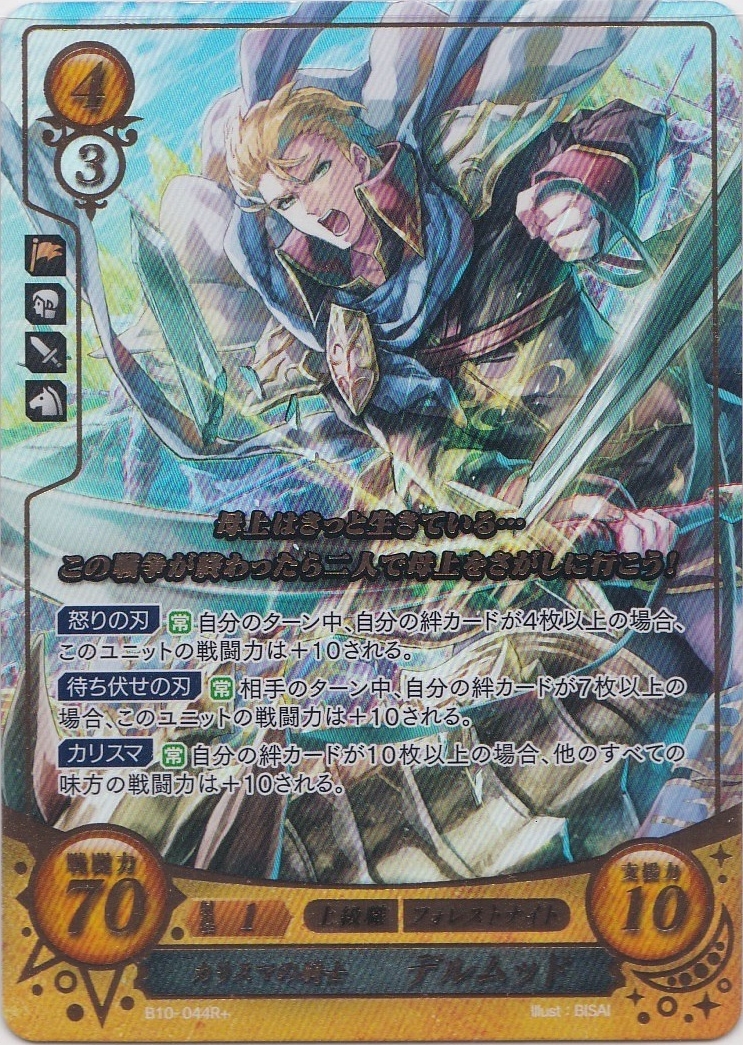 4
3
母上はきっと生きている…
この戦争が終わったら二人で母上をさがしに行こう!
怒りの刃 常 自分のターン中、自分の絆カードが4枚以上の場合、
このユニットの戦闘力は+10される。
待ち伏せの刃 常 相手のターン中、自分の絆カードが7枚以上の
場合、このユニットの戦闘力は+10される。
カリスマ 常 自分の絆カードが10枚以上の場合、他のすべての
味方の戦闘力は+10される。
戦闘力
70
射程 1
上級職 フォレストナイト
支援力
10
カリスマの騎士 デルムッド
B10-044R+
Illust : BISAI